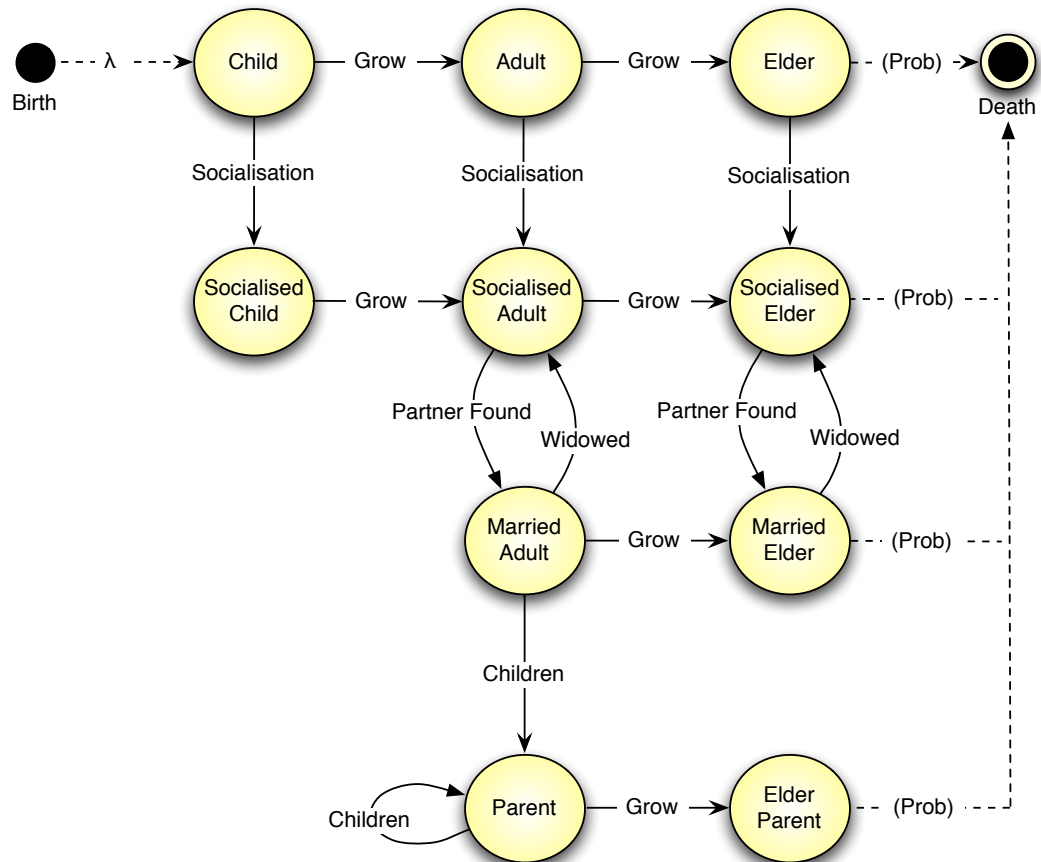 λ
Child
Grow
Adult
Grow
Elder
(Prob)
Birth
Death
Socialisation
Socialisation
Socialisation
Socialised
Child
Grow
Socialised
Adult
Grow
Socialised
Elder
(Prob)
Partner Found
Widowed
Partner Found
Widowed
Married
Adult
Grow
Married
Elder
(Prob)
Children
Children
Parent
Grow
Elder
Parent
(Prob)